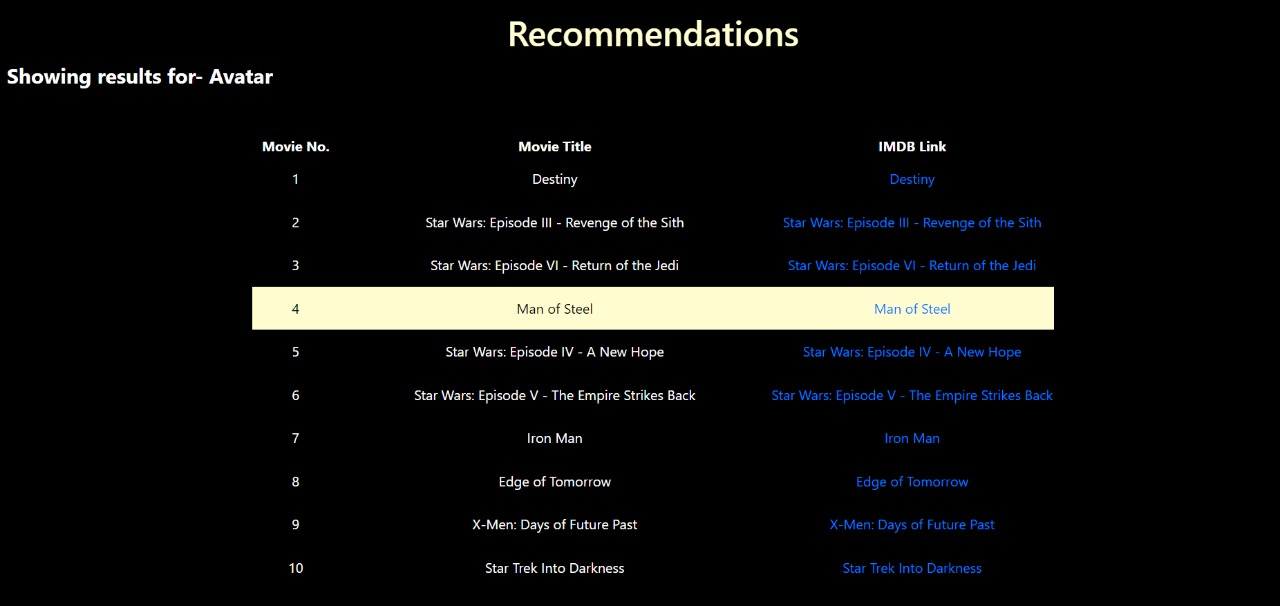 Recommendations
Showing results for- Avatar
Movie No. Movie Title IMDB Link
1 Destiny Destiny
2 Star Wars: Episode III - Revenge of the Sith Star Wars: Episode III - Revenge of the Sith
3 Star Wars: Episode VI - Return of the Jedi Star Wars: Episode VI - Return of the Jedi
4 Man of Steel Man of Steel
5 Star Wars: Episode IV - A New Hope Star Wars: Episode IV - A New Hope
6 Star Wars: Episode V - The Empire Strikes Back Star Wars: Episode V - The Empire Strikes Back
7 Iron Man Iron Man
8 Edge of Tomorrow Edge of Tomorrow
9 X-Men: Days of Future Past X-Men: Days of Future Past
10 Star Trek Into Darkness Star Trek Into Darkness